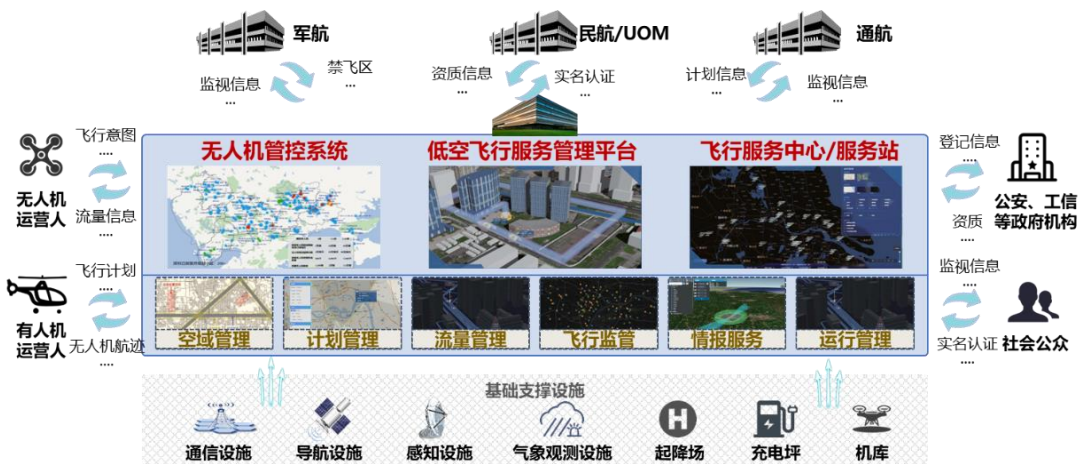 军航
民航/UOM
通航
监视信息
...
禁飞区
...
资质信息
...
实名认证
...
计划信息
...
监视信息
...
飞行意图
....
无人机
运营人
流量信息
....
飞行计划
....
有人机
运营人
无人机航迹
....
无人机管控系统
低空飞行服务管理平台
飞行服务中心/服务站
空域管理
计划管理
流量管理
飞行监管
情报服务
运行管理
登记信息
....
公安、工信
等政府机构
资质
....
监视信息
....
社会公众
实名认证
....
基础支撑设施
通信设施
导航设施
感知设施
气象观测设施
起降场
充电坪
机库
H